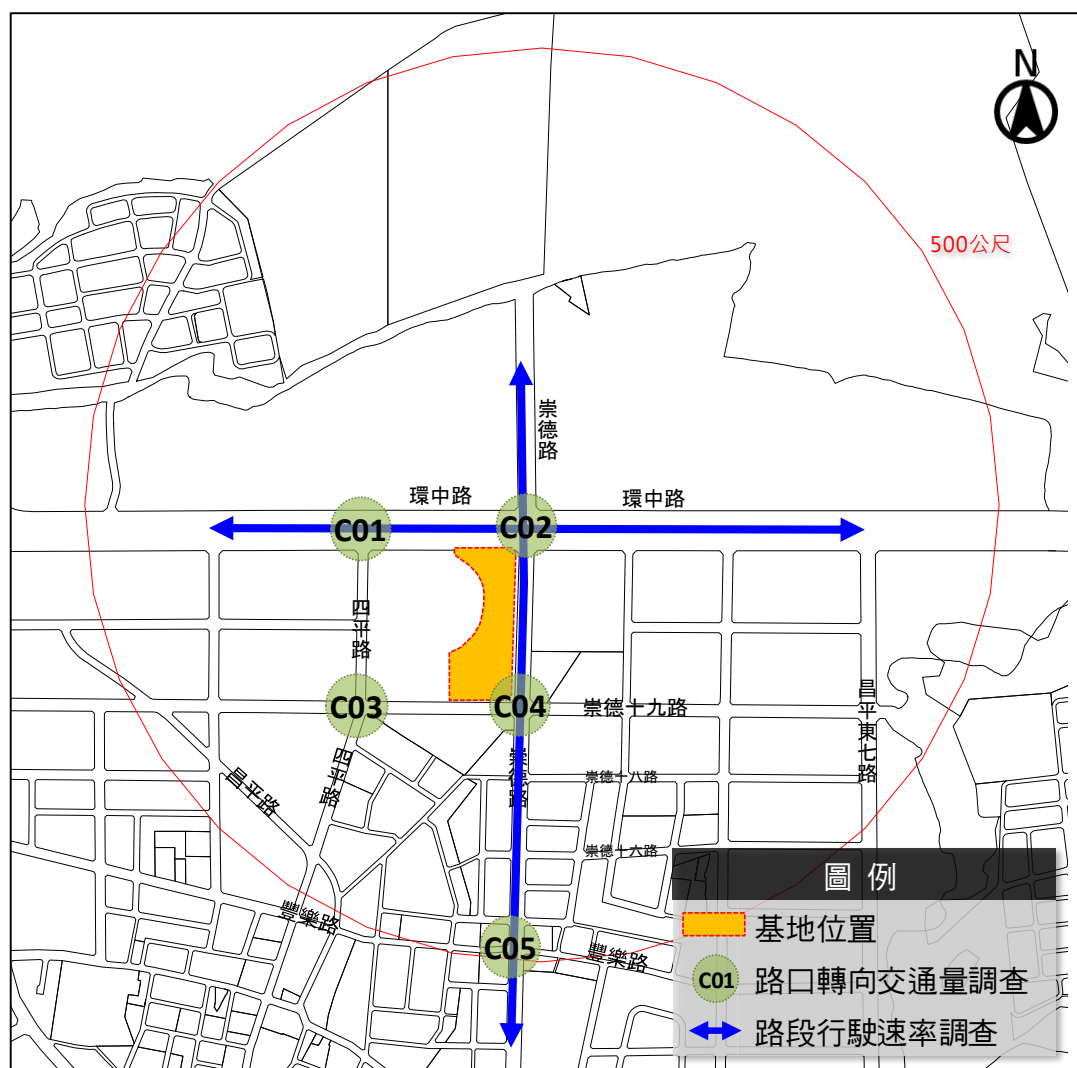 N
500公尺
崇德路
環中路
環中路
C01
C02
四平路
C03
C04
崇德十九路
昌平東七路
崇德路
四平路
昌平路
崇德十八路
崇德十六路
豐樂路
C05
豐樂路
圖例
基地位置
C01 路口轉向交通量調查
路段行駛速率調查